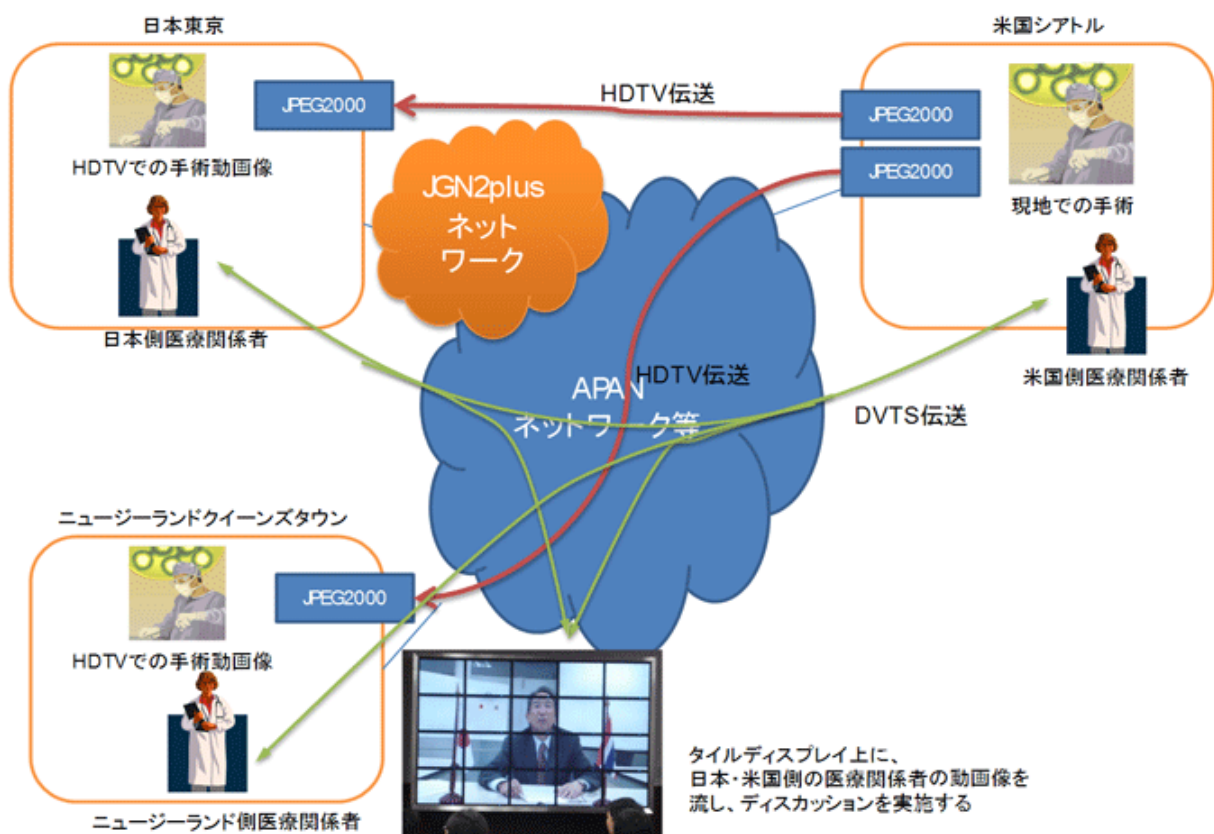 日本東京
米国シアトル
JPEG2000
HDTV伝送
JPEG2000
JPEG2000
HDTVでの手術動画像
現地での手術
JGN2plus
ネット
ワーク
日本側医療関係者
米国側医療関係者
HDTV伝送
APAN
ネットワーク等
DVTS伝送
ニュージーランドクイーンズタウン
JPEG2000
HDTVでの手術動画像
ニュージーランド側医療関係者
タイルディスプレイ上に、
日本・米国側の医療関係者の動画像を
流し、ディスカッションを実施する